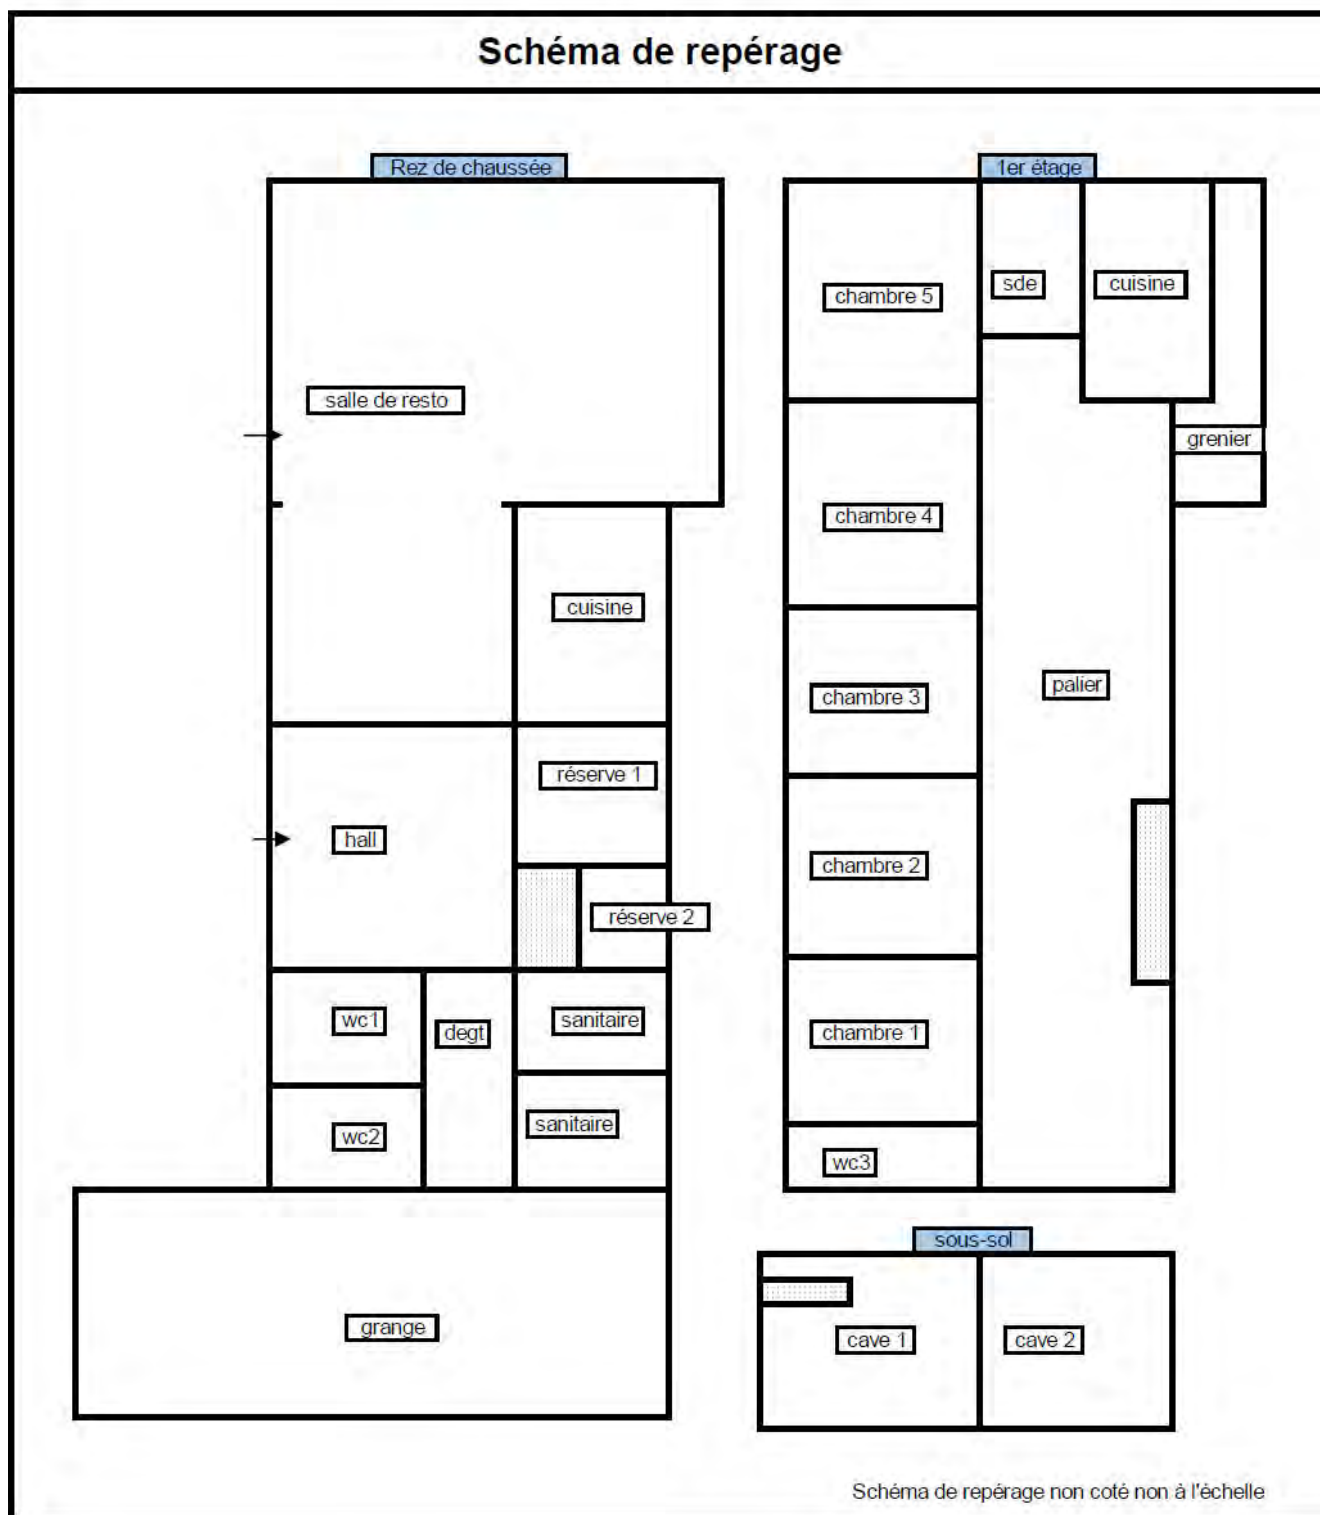 Schéma de repérage
Rez de chaussée
salle de resto
cuisine
réserve 1
hall
réserve 2
wc1
degt
sanitaire
sanitaire
wc2
grange
1er étage
chambre 5
sde
cuisine
grenier
chambre 4
chambre 3
palier
chambre 2
chambre 1
wc3
sous-sol
cave 1
cave 2
Schéma de repérage non coté non à l'échelle